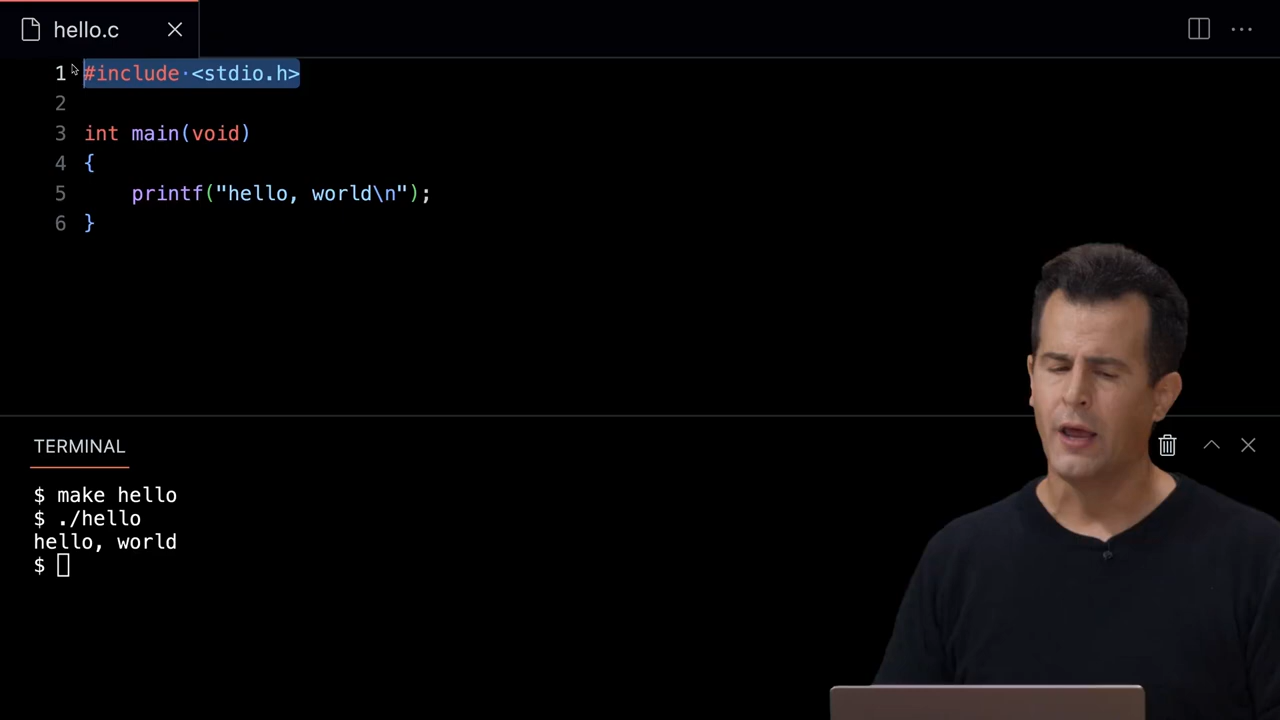 hello.c
1 #include <stdio.h>
2
3 int main(void)
4 {
5     printf("hello, world\n");
6 }
TERMINAL
$ make hello
$ ./hello
hello, world
$